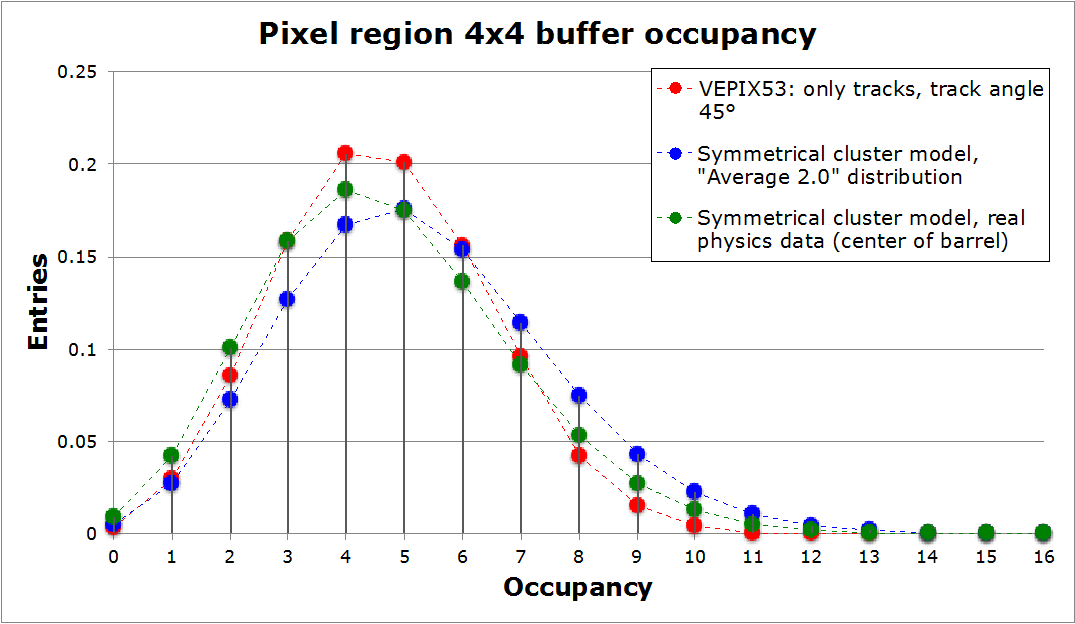 Pixel region 4x4 buffer occupancy
0.25
0.2
0.15
0.1
0.05
0
Entries
VEPIX53: only tracks, track angle
45°
Symmetrical cluster model,
"Average 2.0" distribution
Symmetrical cluster model, real
physics data (center of barrel)
0 1 2 3 4 5 6 7 8 9 10 11 12 13 14 15 16
Occupancy